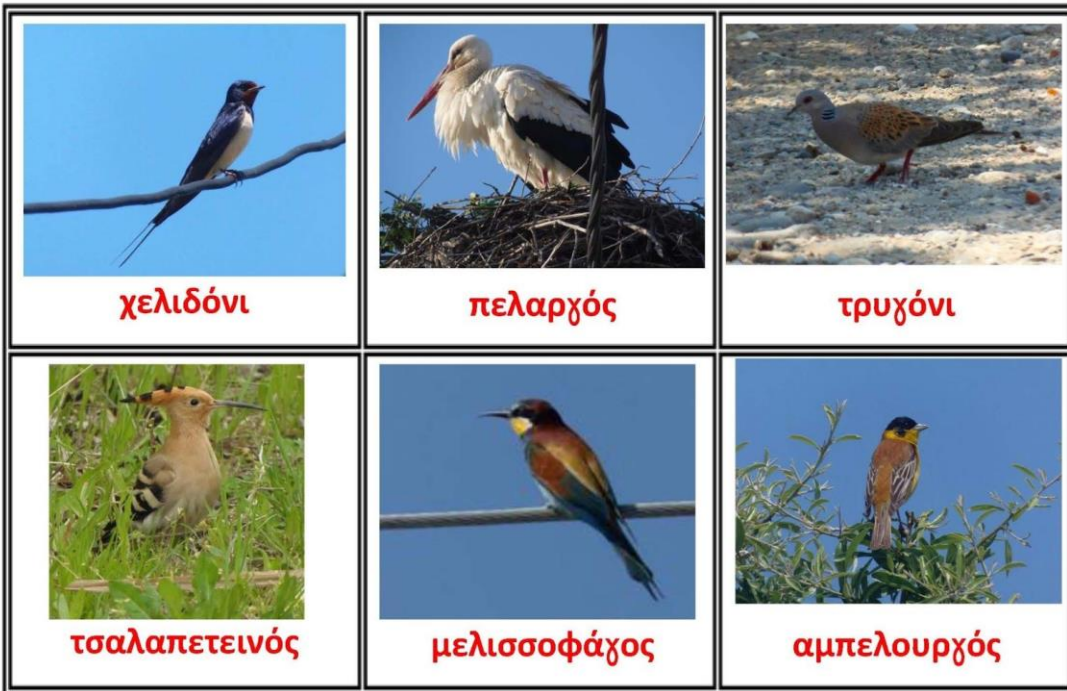 χελιδόνι
πελαργός
τρυγόνι
τσαλαπετεινός
μελισσοφάγος
αμπελουργός